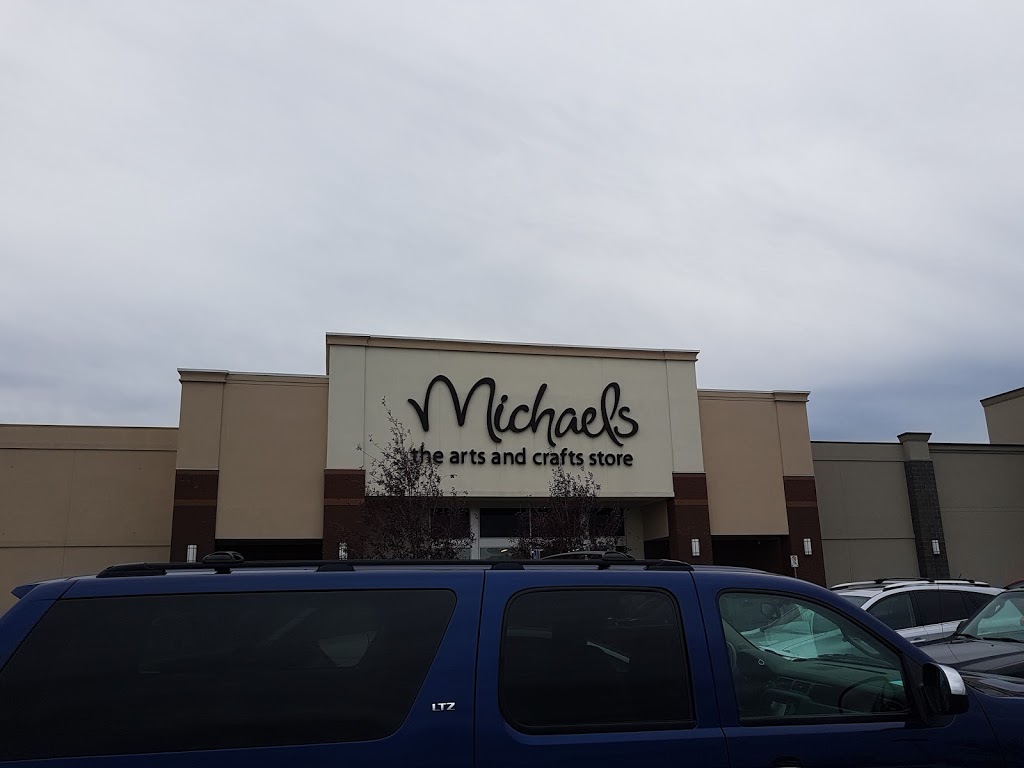 Michaels
the arts and crafts store
LTZ